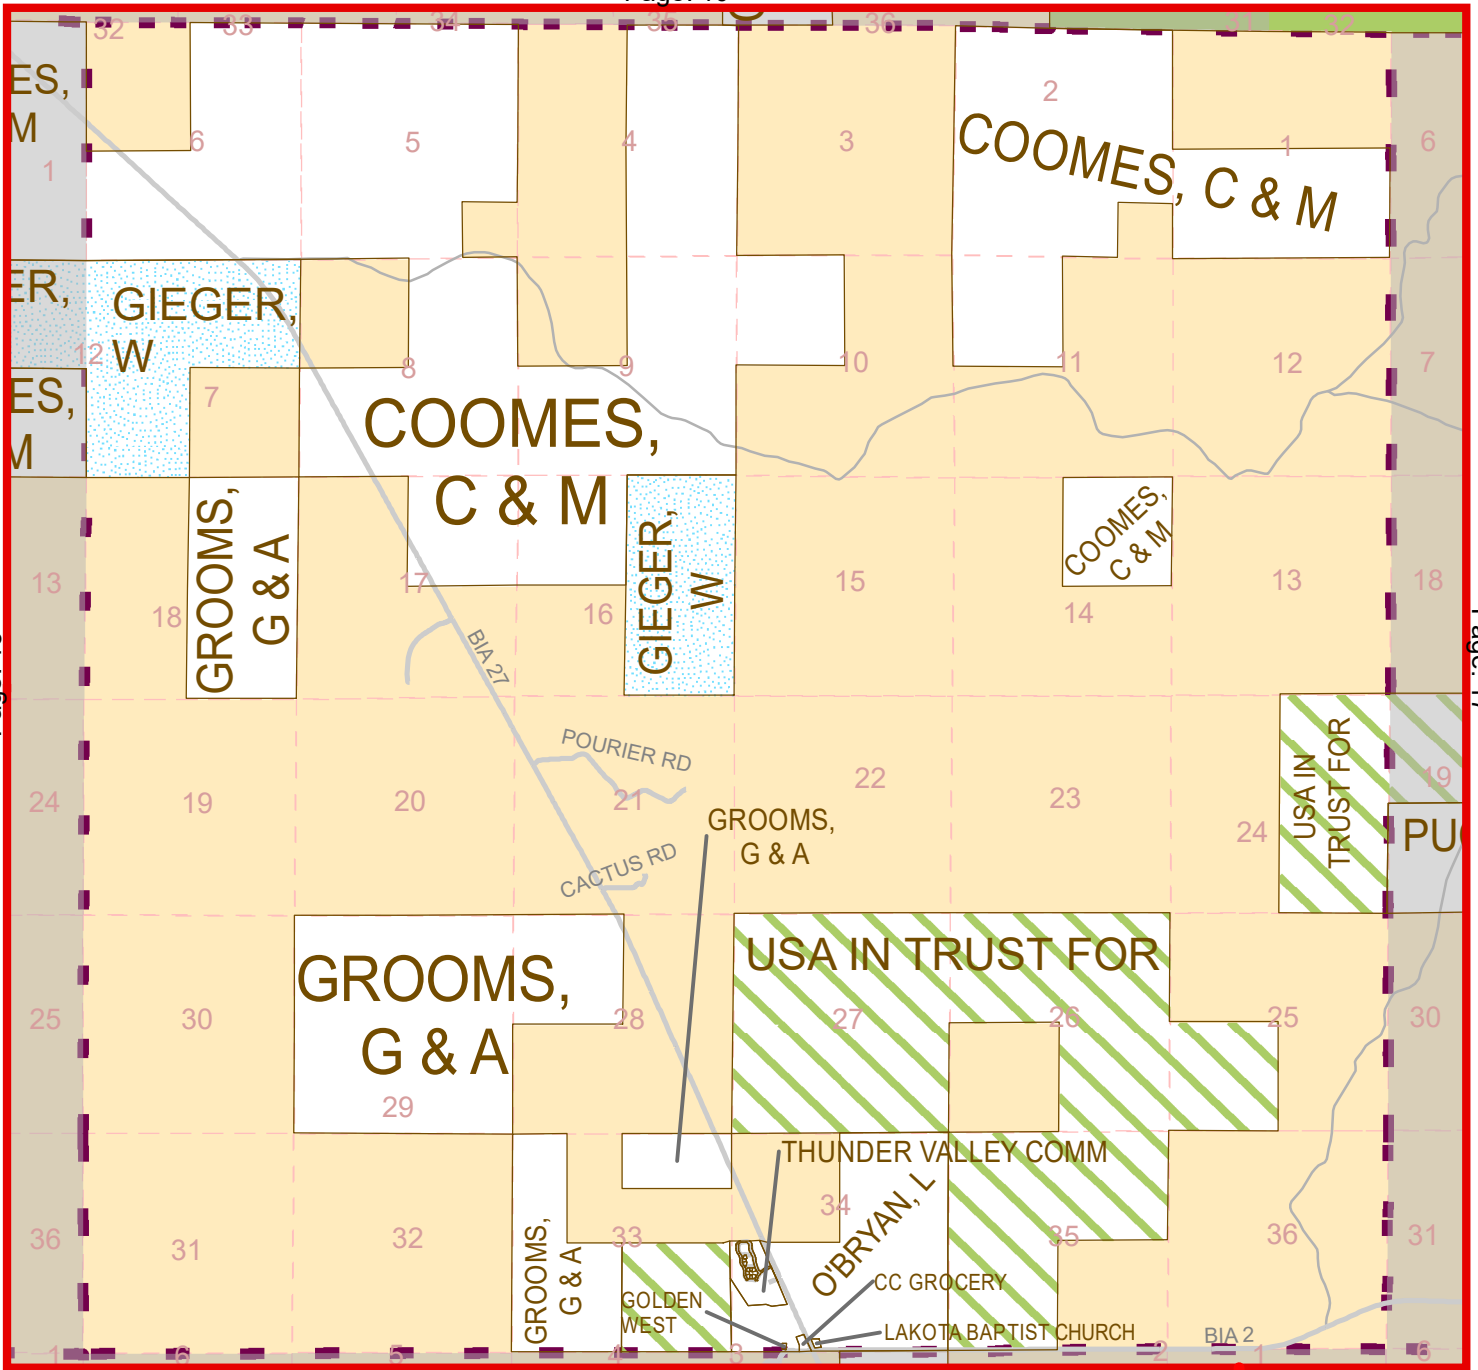 32
33
34
35
36
31
32
ES,
M
1
6
5
4
3
2
COOMES, C & M
1
6
ER,
12
GIEGER,
W
7
8
9
10
11
12
7
ES,
M
COOMES,
C & M
13
18
GROOMS,
G & A
17
16
GIEGER,
W
15
COOMES,
C & M
14
13
18
BIA 27
24
19
20
POURIER RD
21
22
23
24
USA IN
TRUST FOR
19
GROOMS,
G & A
CACTUS RD
PU
25
30
GROOMS,
G & A
29
28
USA IN TRUST FOR
27
26
25
30
36
31
32
GROOMS,
G & A
33
THUNDER VALLEY COMM
34
O'BRYAN, L
35
36
31
GOLDEN
WEST
CC GROCERY
LAKOTA BAPTIST CHURCH
BIA 2
1
6
5
4
3
2
1
6